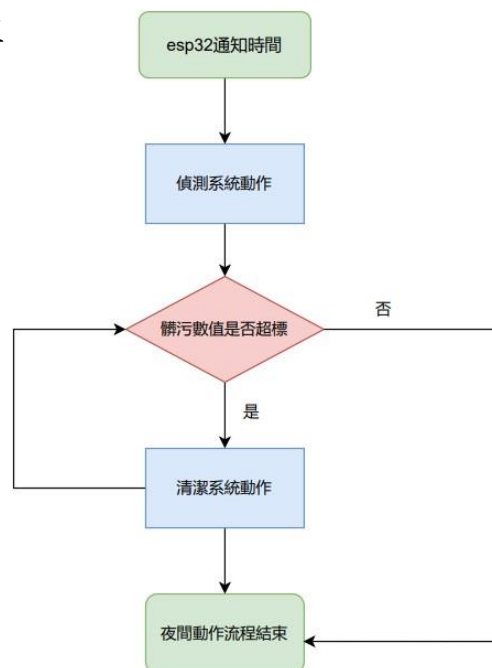 esp32通知時間
偵測系統動作
髒污數值是否超標
否
是
清潔系統動作
夜間動作流程結束